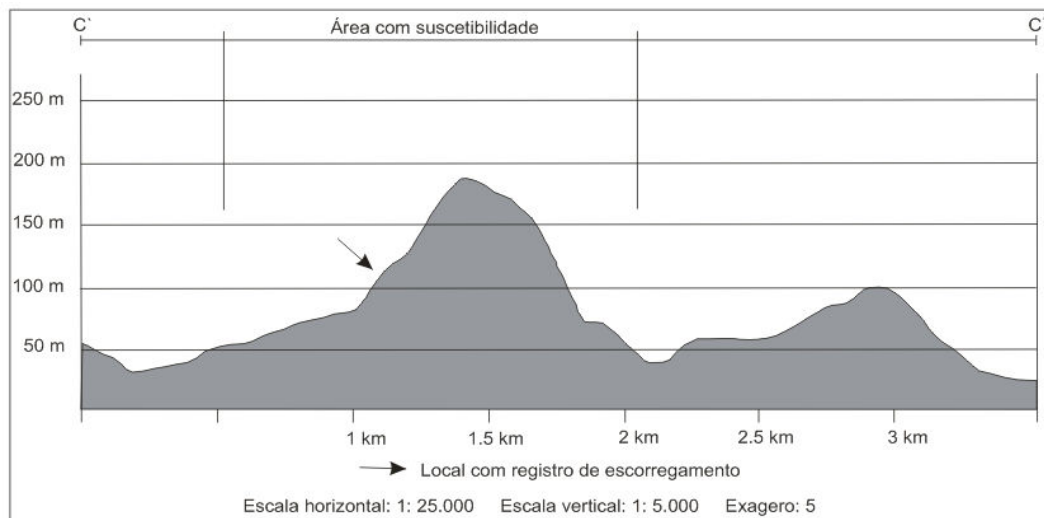 C` Área com suscetibilidade C`
250 m
200 m
150 m
100 m
50 m
1 km 1.5 km 2 km 2.5 km 3 km
Local com registro de escorregamento
Escala horizontal: 1: 25.000 Escala vertical: 1: 5.000 Exagero: 5